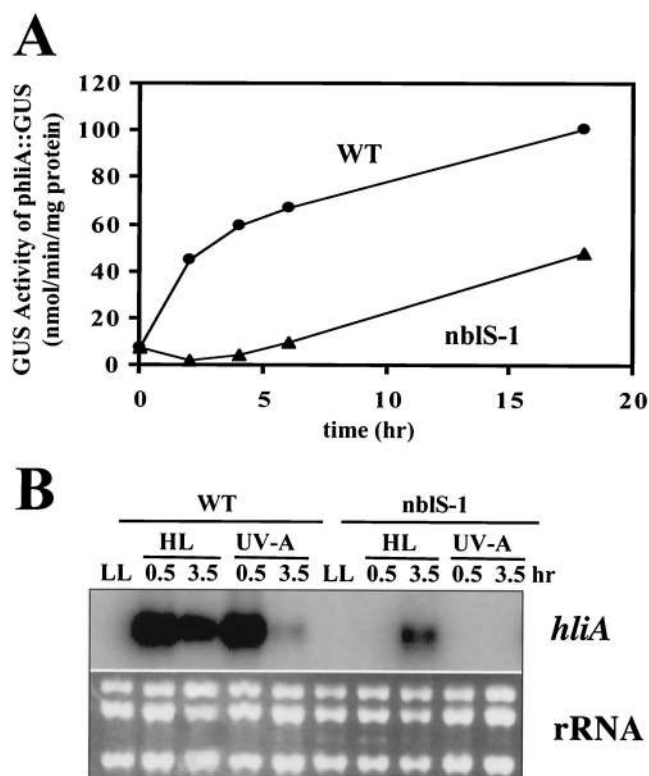 A
GUS Activity of phliA::GUS
(nmol/min/mg protein)
120
100
80
60
40
20
0
WT
nblS-1
0 5 10 15 20
time (hr)
B
WT nblS-1
HL UV-A HL UV-A
LL 0.5 3.5 0.5 3.5 LL 0.5 3.5 0.5 3.5 hr
hliA
rRNA